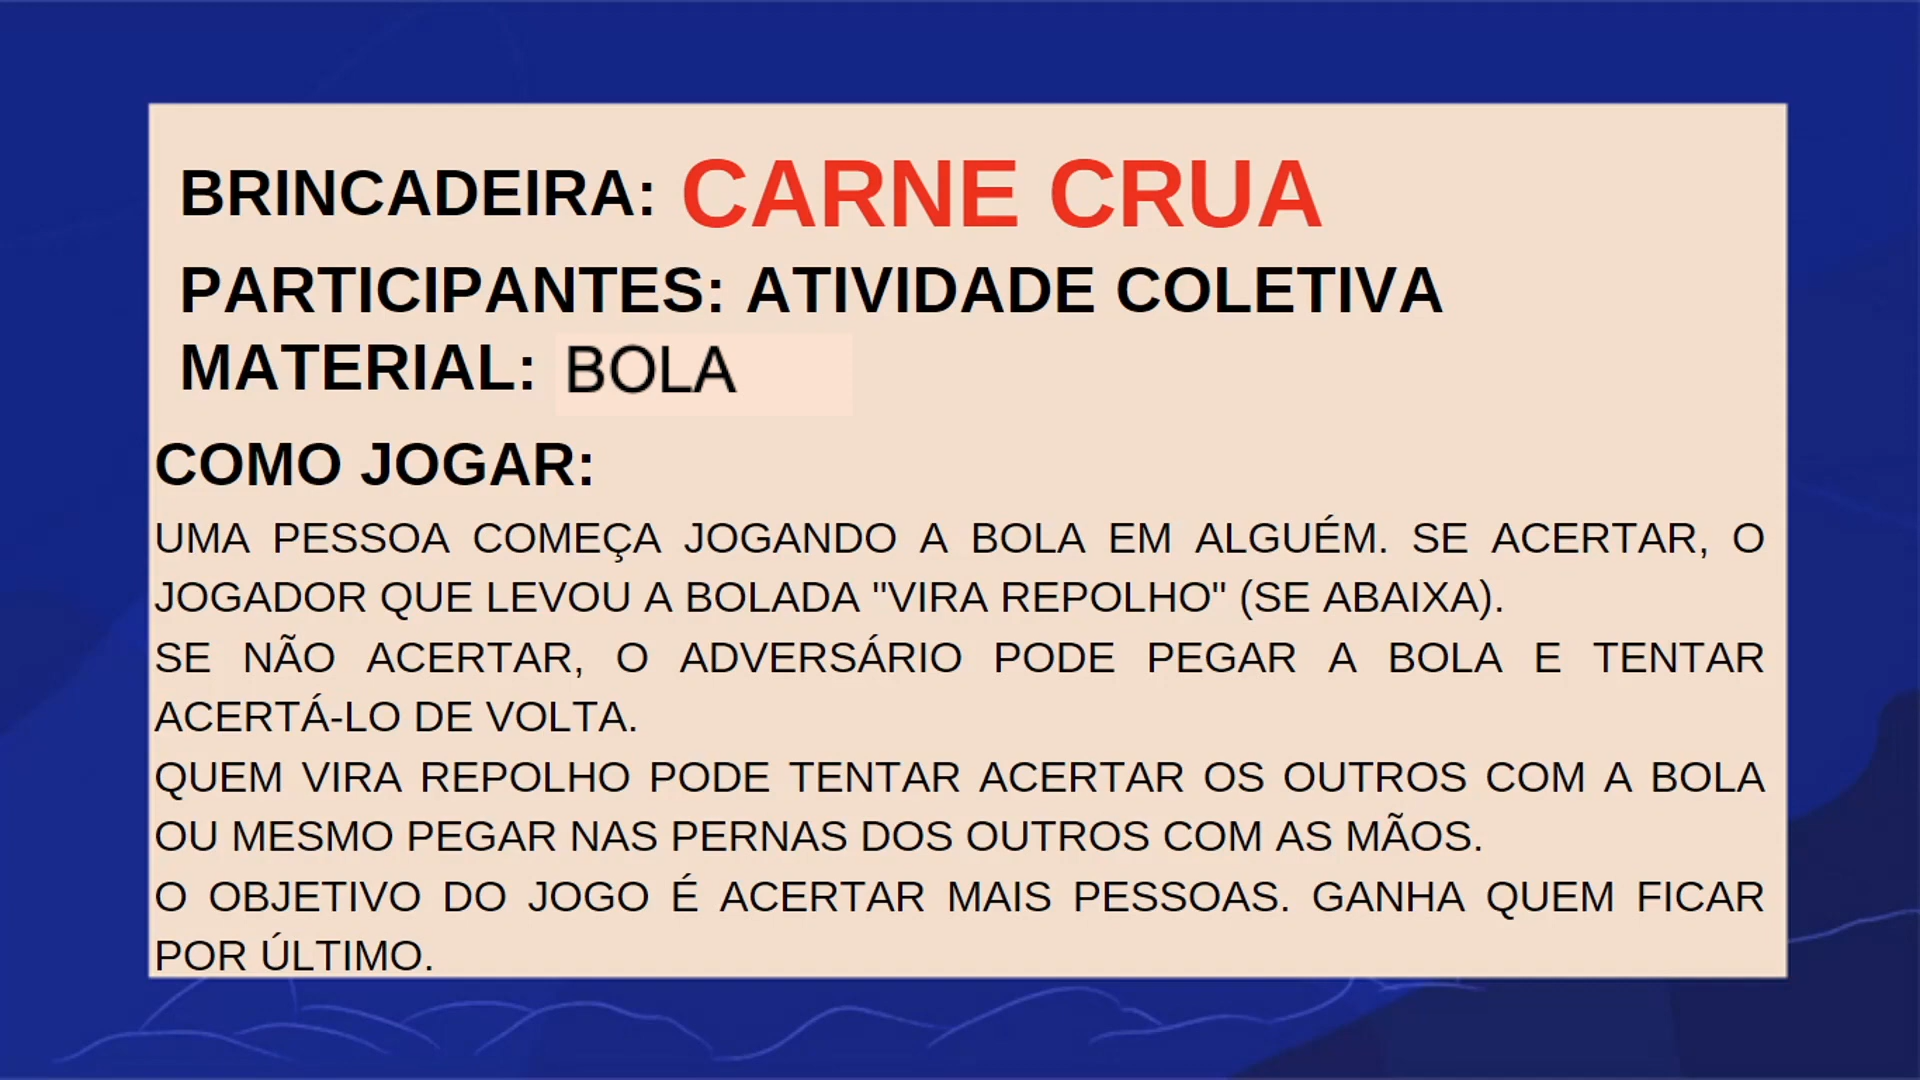 BRINCADEIRA: CARNE CRUA
PARTICIPANTES: ATIVIDADE COLETIVA
MATERIAL: BOLA
COMO JOGAR:
UMA PESSOA COMEÇA JOGANDO A BOLA EM ALGUÉM. SE ACERTAR, O
JOGADOR QUE LEVOU A BOLADA "VIRA REPOLHO" (SE ABAIXA).
SE NÃO ACERTAR, O ADVERSÁRIO PODE PEGAR A BOLA E TENTAR
ACERTÁ-LO DE VOLTA.
QUEM VIRA REPOLHO PODE TENTAR ACERTAR OS OUTROS COM A BOLA
OU MESMO PEGAR NAS PERNAS DOS OUTROS COM AS MÃOS.
O OBJETIVO DO JOGO É ACERTAR MAIS PESSOAS. GANHA QUEM FICAR
POR ÚLTIMO.